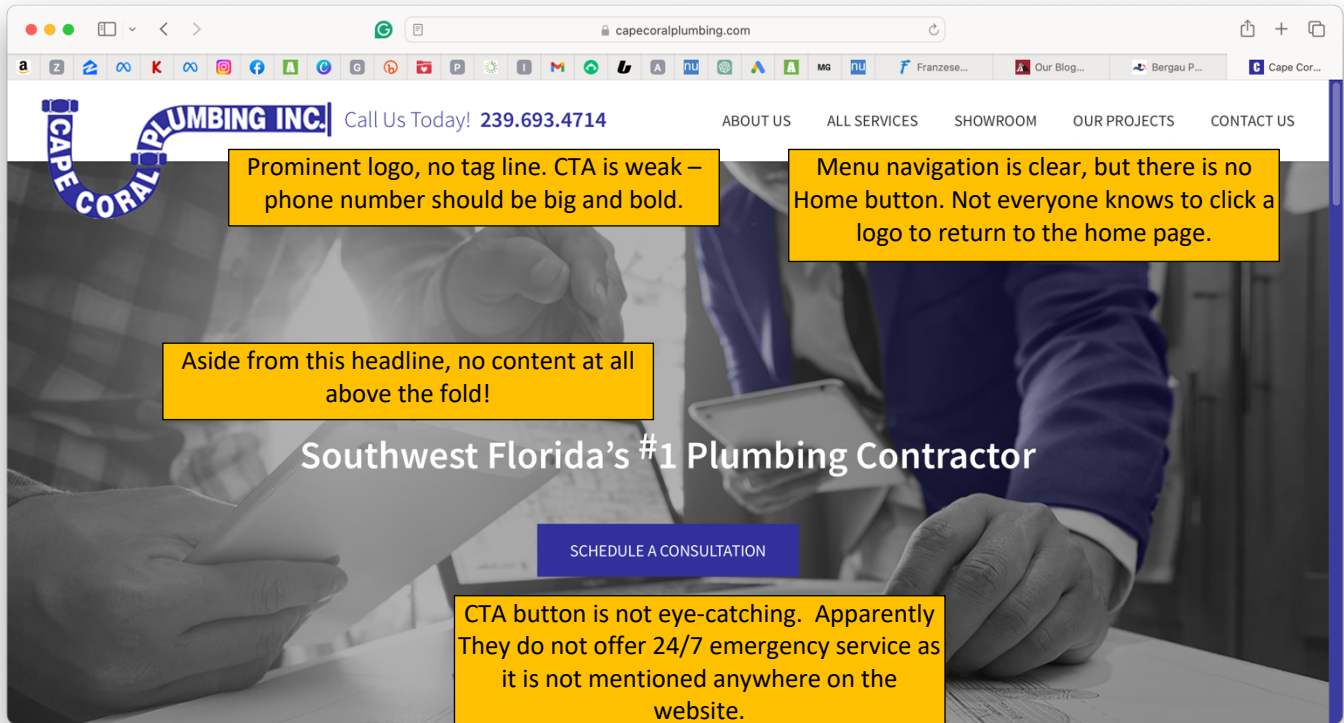 capecoralplumbing.com
a Z K G P I M A nu A MG nu Franzese... Our Blog... Bergau P... C Cape Cor...
CAPE CORAL PLUMBING INC.
Call Us Today! 239.693.4714
ABOUT US ALL SERVICES SHOWROOM OUR PROJECTS CONTACT US
Prominent logo, no tag line. CTA is weak –
phone number should be big and bold.
Menu navigation is clear, but there is no
Home button. Not everyone knows to click a
logo to return to the home page.
Aside from this headline, no content at all
above the fold!
Southwest Florida’s #1 Plumbing Contractor
SCHEDULE A CONSULTATION
CTA button is not eye-catching. Apparently
They do not offer 24/7 emergency service as
it is not mentioned anywhere on the
website.